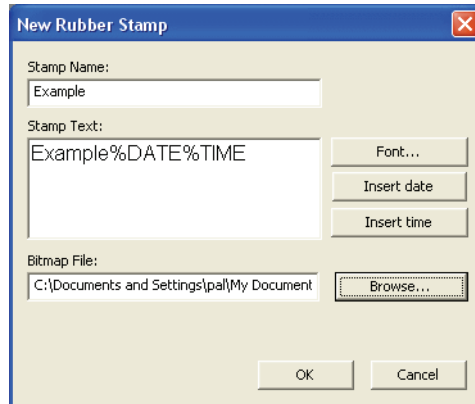 New Rubber Stamp
Stamp Name:
Example
Stamp Text:
Example%DATE%TIME
Font...
Insert date
Insert time
Bitmap File:
C:\Documents and Settings\pal\My Document
Browse...
OK
Cancel